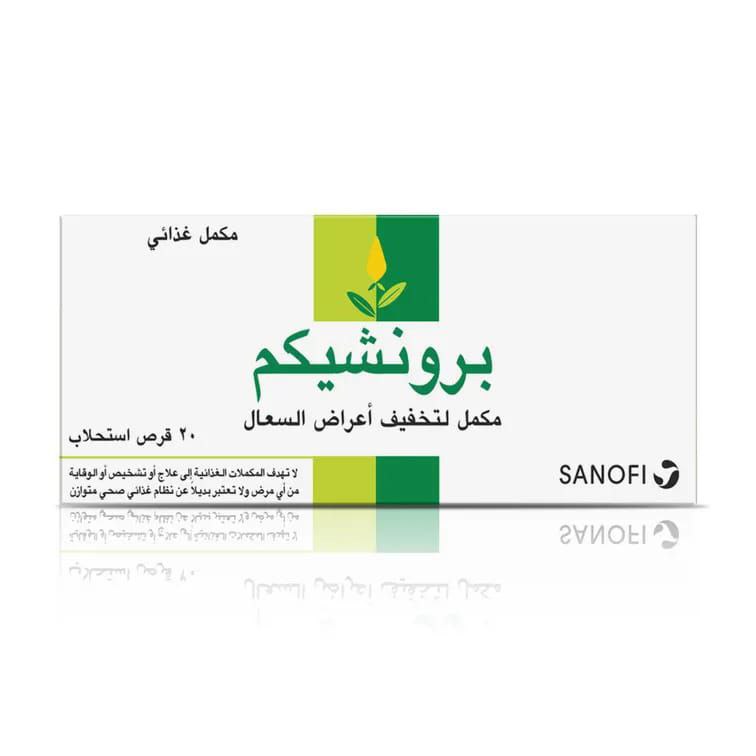 مكمل غذائي
برونشيكم
مكمل لتخفيف أعراض السعال
٢٠ قرص استحلاب
لا تهدف المكملات الغذائية إلى علاج أو تشخيص أو الوقاية
من أي مرض ولا تعتبر بديلاً عن نظام غذائي صحي متوازن
SANOFI